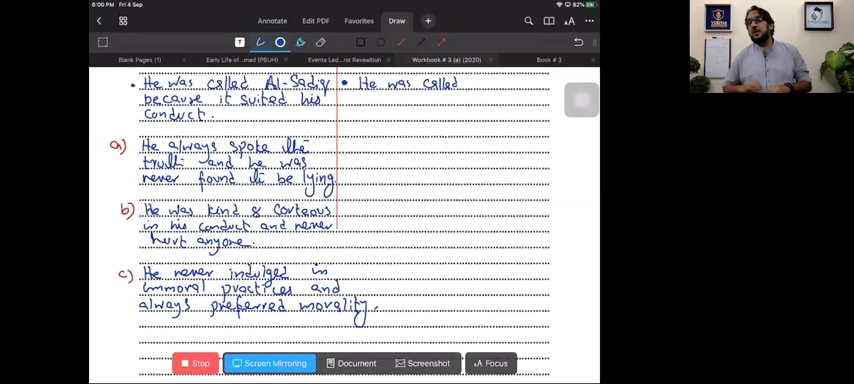 6:00 PM Fri 4 Sep
82%
Annotate Edit PDF Favorites Draw +
AA
T
Blank Pages (1) Early Life of...mad (PBUH) Events Led...rst Revealtion Workbook # 3 (a) (2020) Book # 3
• He was called Al-Sadiq
because it suited his
conduct.
• He was called
a) He always spoke the
truth and he was
never found to be lying
b) He was kind & Corteous
in his conduct and never
hurt anyone.
c) He never indulged in
immoral practices and
always preferred morality.
Stop Screen Mirroring Document Screenshot AA Focus